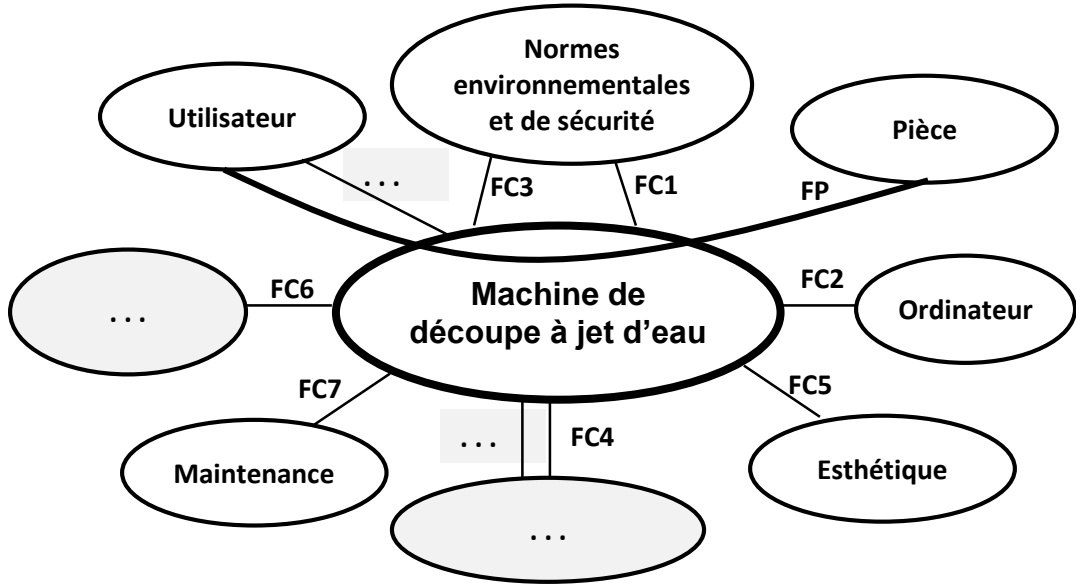 Normes
environnementales
et de sécurité
Utilisateur
Pièce
. . .
FC3
FC1
FP
. . .
FC6
Machine de
découpe à jet d’eau
FC2
Ordinateur
FC7
FC5
. . .
FC4
Maintenance
Esthétique
. . .